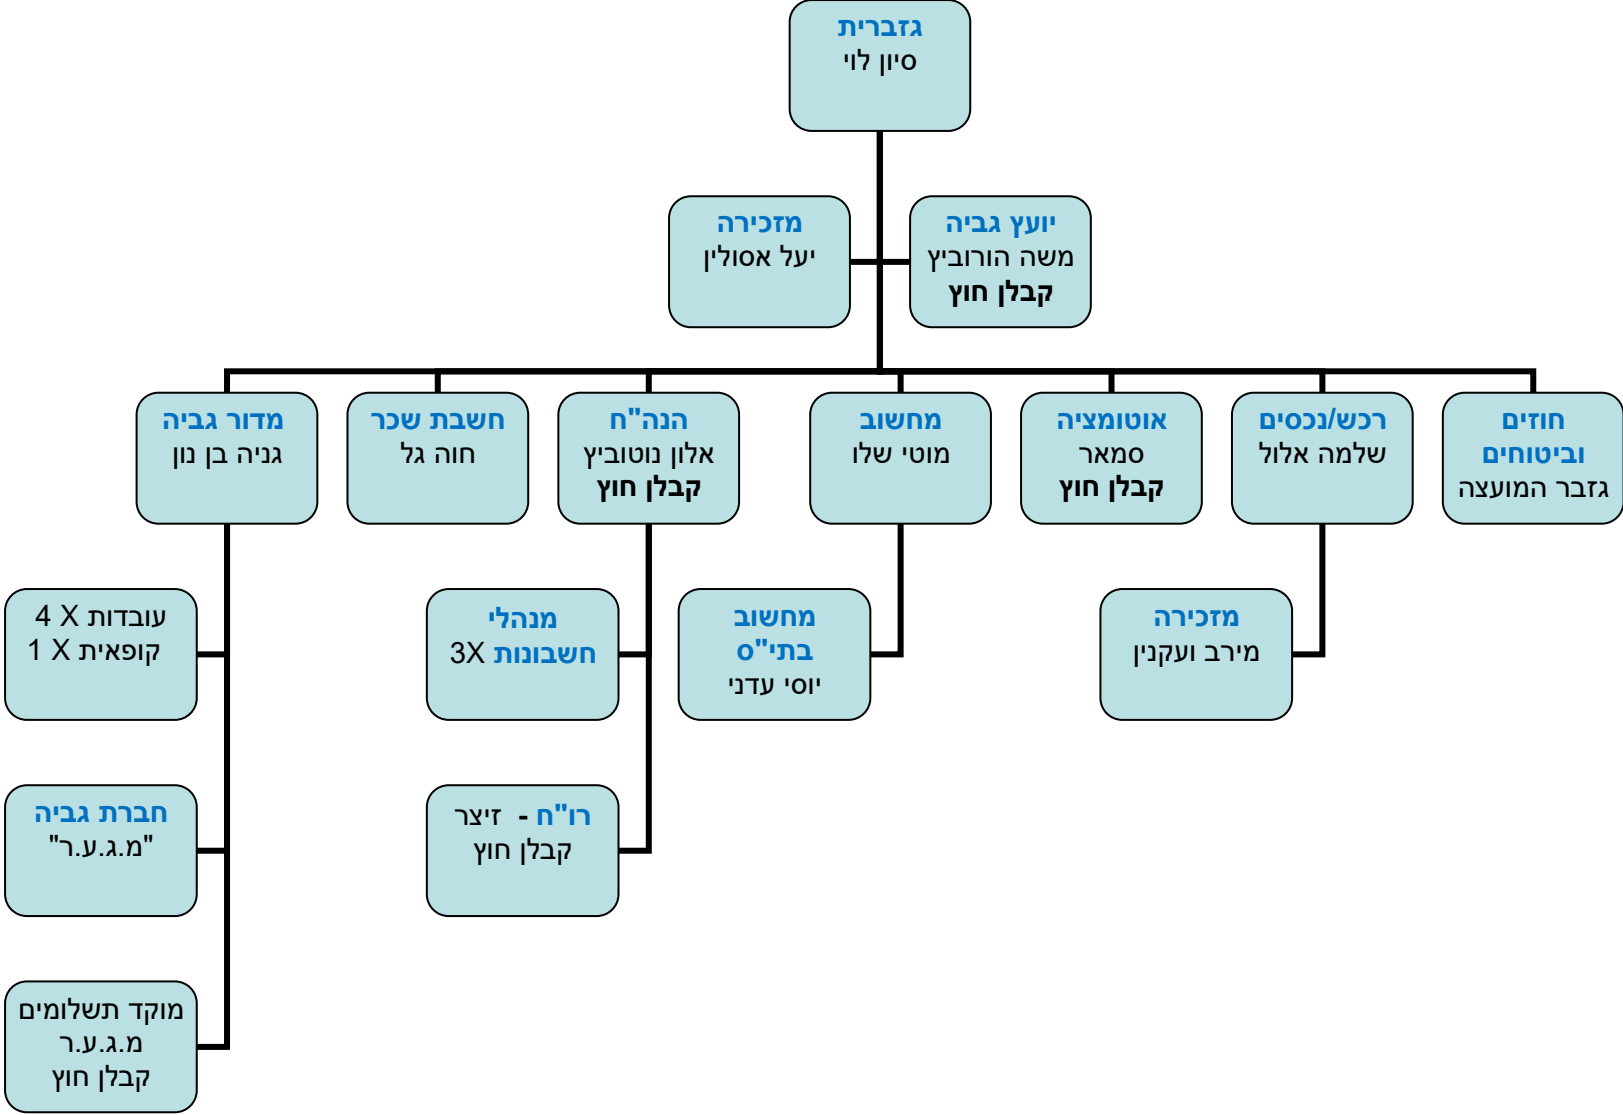 גזברית
סיון לוי
יועץ גביה
משה הורוביץ
קבלן חוץ
מזכירה
יעל אסולין
חוזים
וביטוחים
גזבר המועצה
רכש/נכסים
שלמה אלול
אוטומציה
סמאר
קבלן חוץ
מחשוב
מוטי שלו
הנה"ח
אלון נוטוביץ
קבלן חוץ
חשבת שכר
חוה גל
מדור גביה
גניה בן נון
מזכירה
מירב ועקנין
מחשוב
בתי"ס
יוסי עדני
מנהלי
חשבונות 3X
עובדות X 4
קופאית X 1
רו"ח - זיצר
קבלן חוץ
חברת גביה
"מ.ג.ע.ר"
מוקד תשלומים
מ.ג.ע.ר
קבלן חוץ